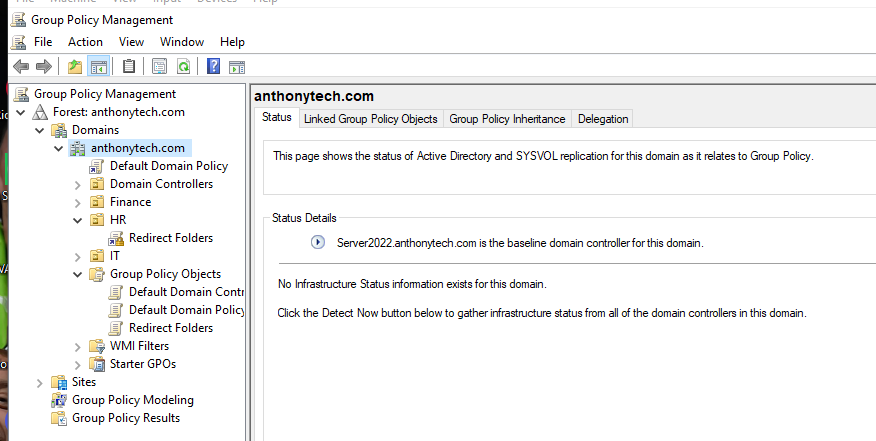 Group Policy Management
File Action View Window Help
Group Policy Management
Forest: anthonytech.com
Domains
anthonytech.com
Default Domain Policy
Domain Controllers
Finance
HR
Redirect Folders
IT
Group Policy Objects
Default Domain Contr
Default Domain Policy
Redirect Folders
WMI Filters
Starter GPOs
Sites
Group Policy Modeling
Group Policy Results
anthonytech.com
Status Linked Group Policy Objects Group Policy Inheritance Delegation
This page shows the status of Active Directory and SYSVOL replication for this domain as it relates to Group Policy.
Status Details
Server2022.anthonytech.com is the baseline domain controller for this domain.
No Infrastructure Status information exists for this domain.
Click the Detect Now button below to gather infrastructure status from all of the domain controllers in this domain.